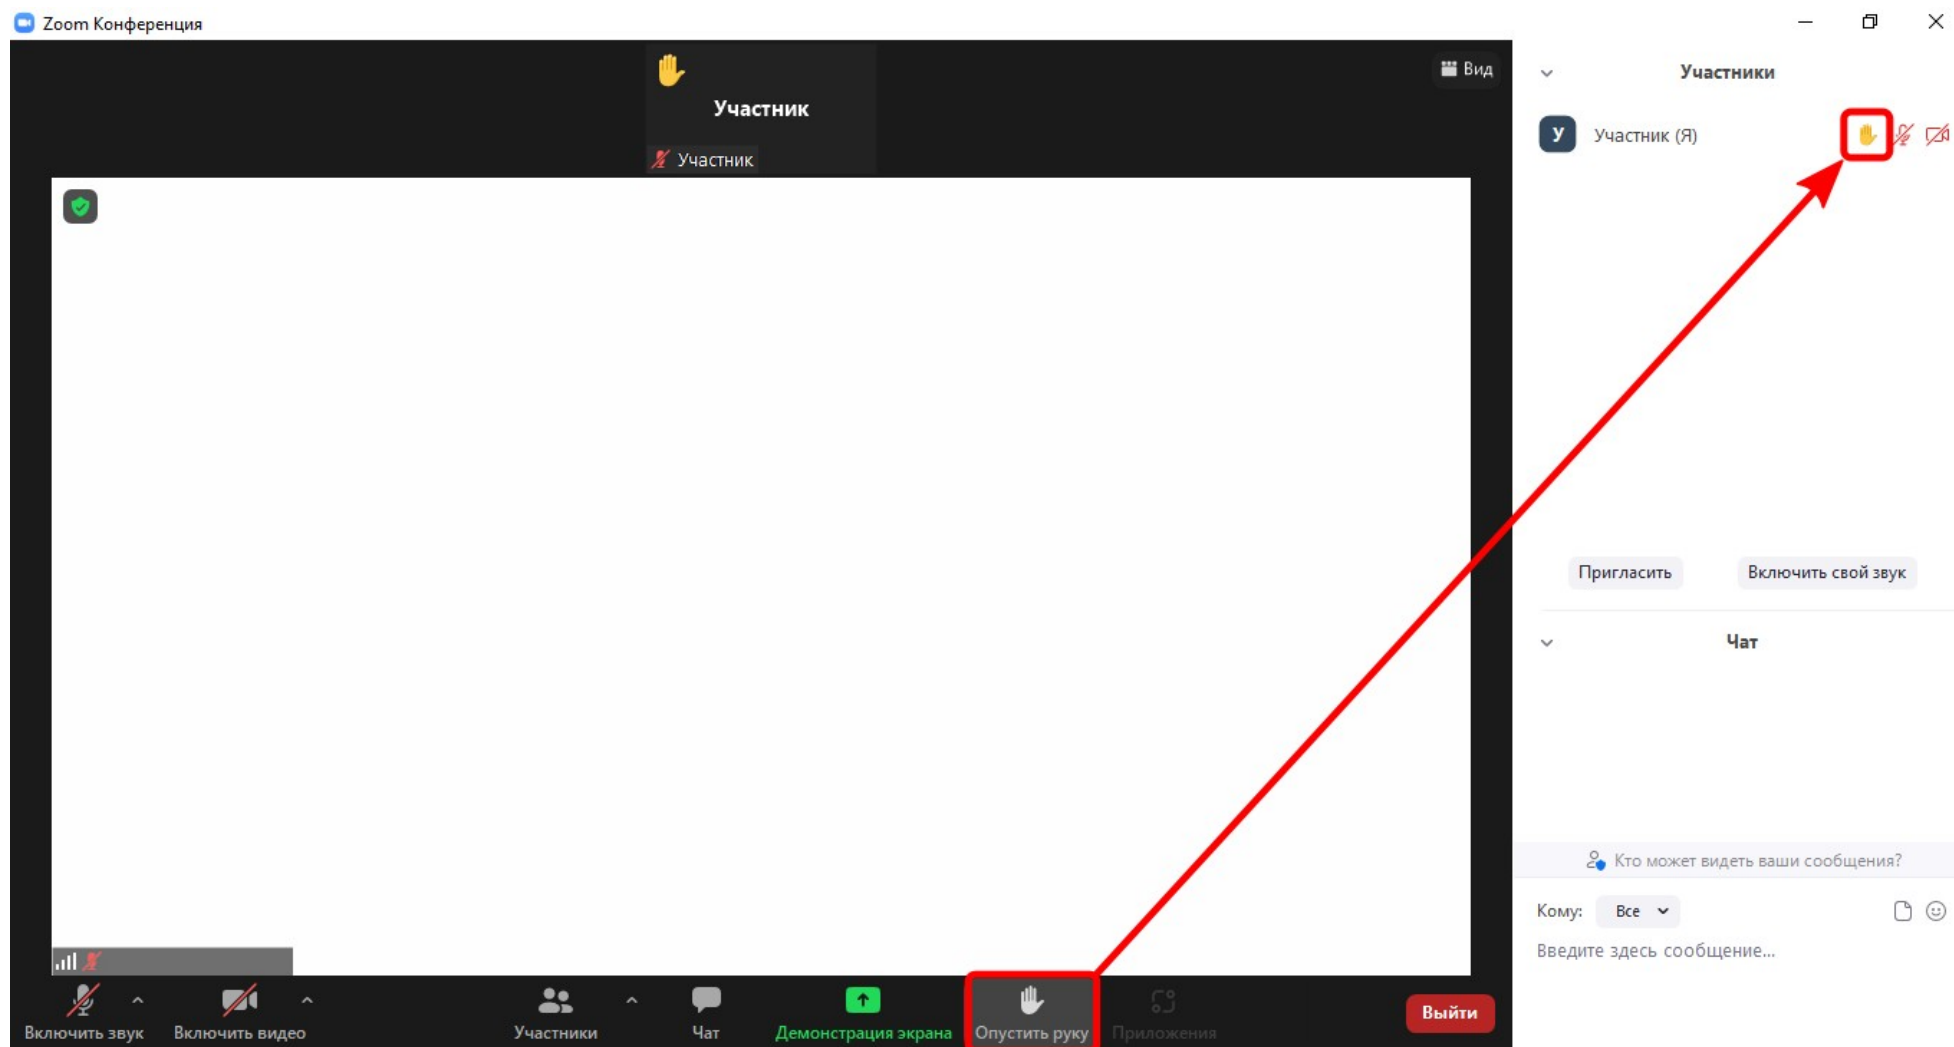 Zoom Конференция
Участник
Участник
Вид
Участники
У
Участник (Я)
Пригласить
Включить свой звук
Чат
Кто может видеть ваши сообщения?
Кому: Все
Введите здесь сообщение...
Включить звук
Включить видео
Участники
Чат
Демонстрация экрана
Опустить руку
Приложения
Выйти